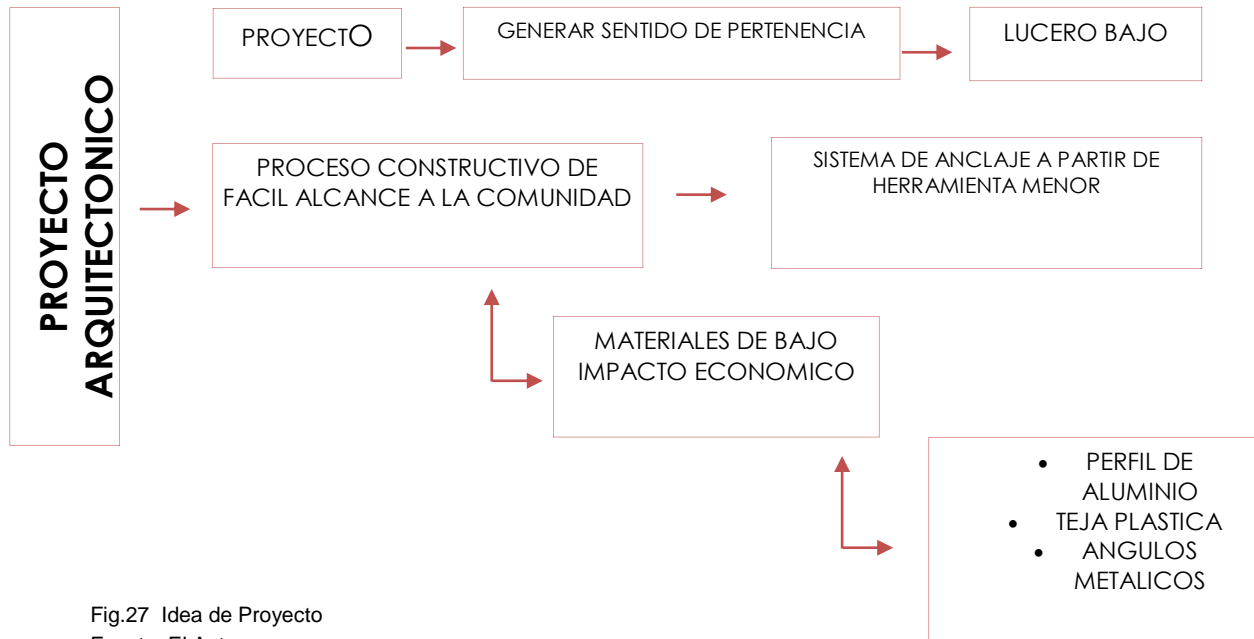 PROYECTO
ARQUITECTONICO
PROYECTO
GENERAR SENTIDO DE PERTENENCIA
LUCERO BAJO
PROCESO CONSTRUCTIVO DE
FACIL ALCANCE A LA COMUNIDAD
SISTEMA DE ANCLAJE A PARTIR DE
HERRAMIENTA MENOR
MATERIALES DE BAJO
IMPACTO ECONOMICO
• PERFIL DE
ALUMINIO
• TEJA PLASTICA
• ANGULOS
METALICOS
Fig.27 Idea de Proyecto